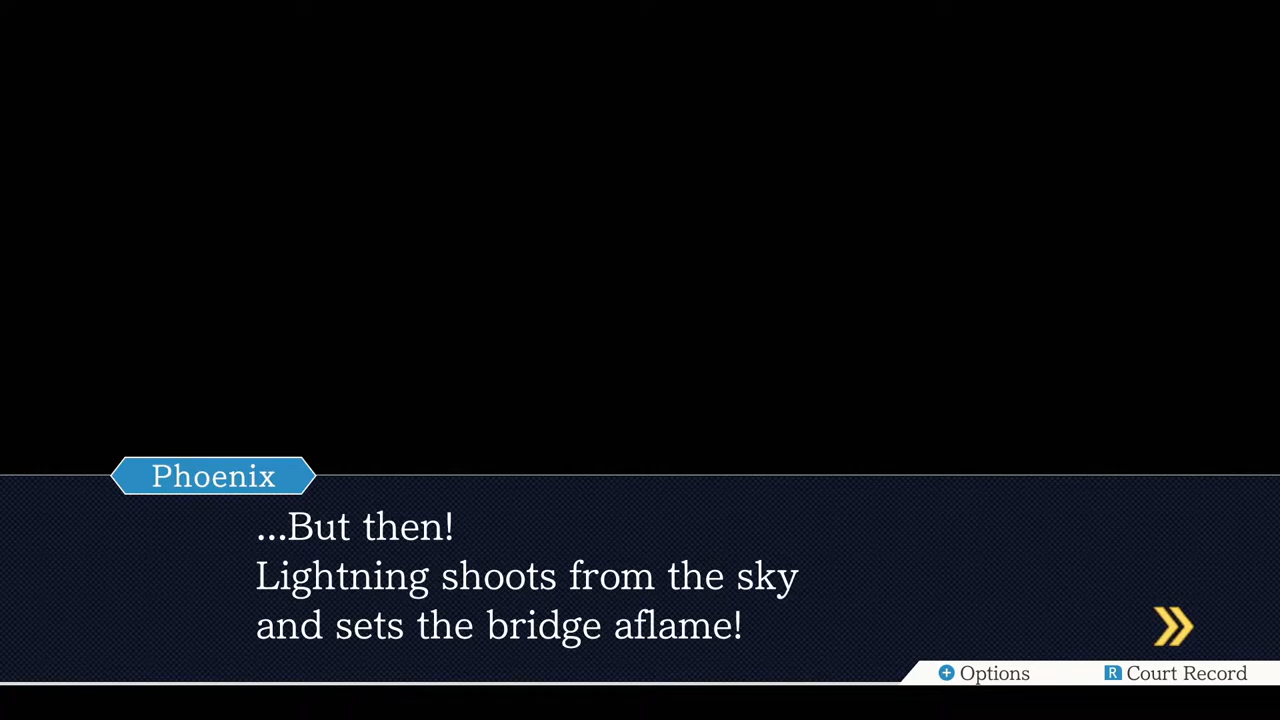 Phoenix
...But then!
Lightning shoots from the sky
and sets the bridge aflame!
+ Options
R Court Record